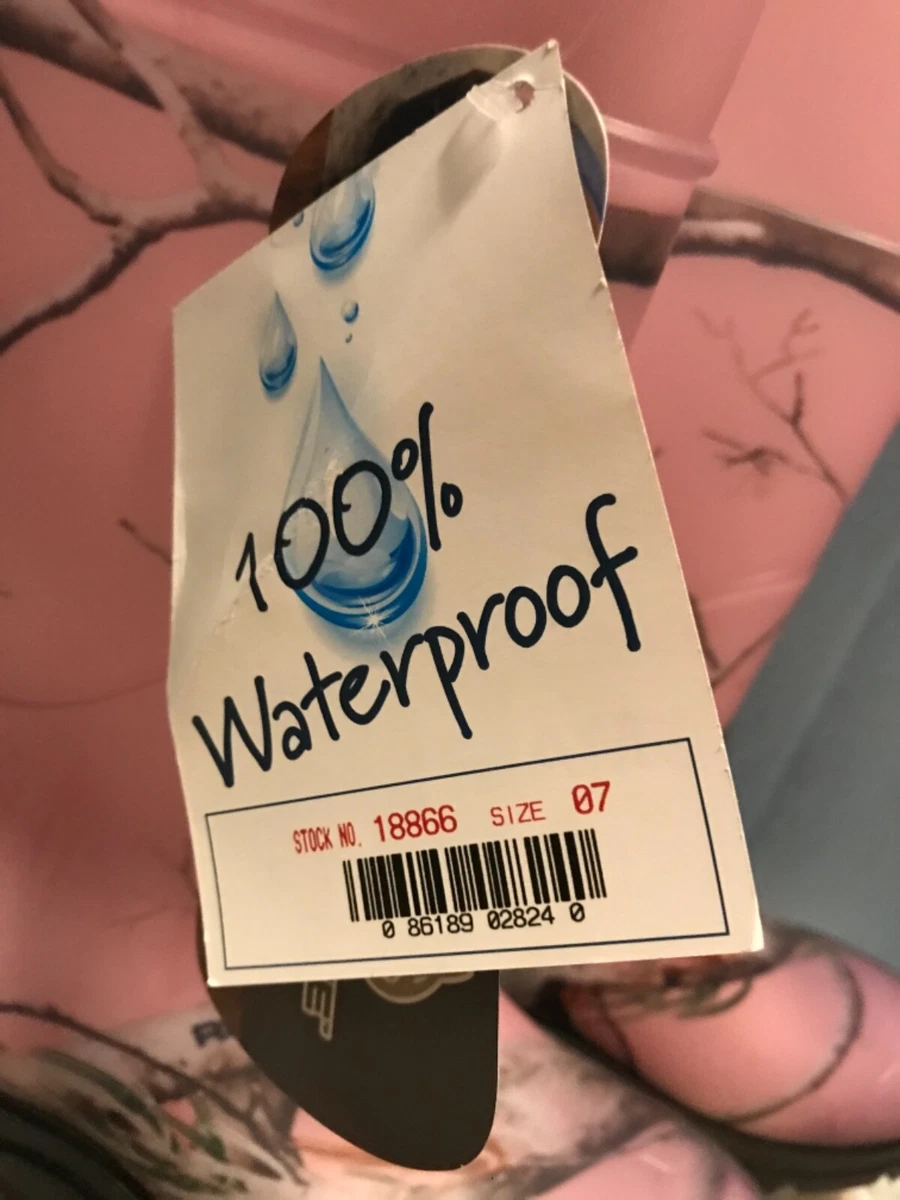 100%
Waterproof
STOCK NO. 18866 SIZE 07
0 86189 02824 0